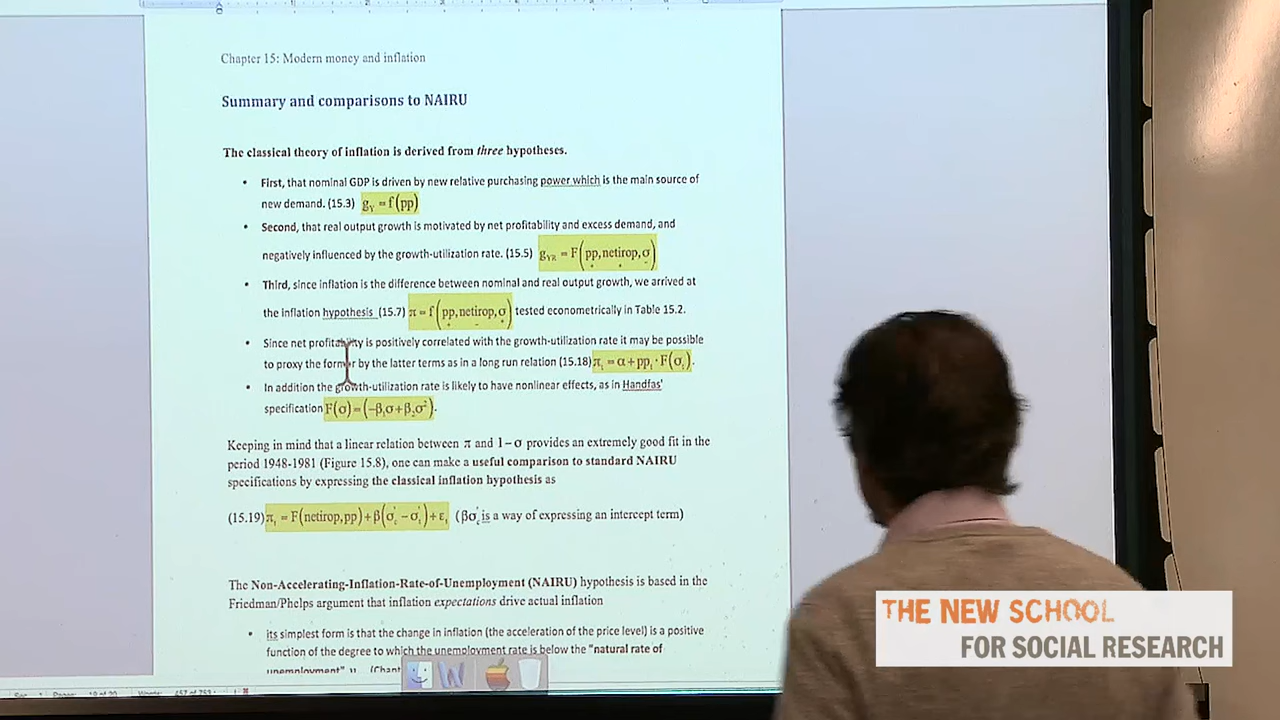 Chapter 15: Modern money and inflation
Summary and comparisons to NAIRU
The classical theory of inflation is derived from three hypotheses.
• First, that nominal GDP is driven by new relative purchasing power which is the main source of
new demand. (15.3) g_Y = f(pp)
• Second, that real output growth is motivated by net profitability and excess demand, and
negatively influenced by the growth-utilization rate. (15.5) g_YR = F(pp, netirop, σ)
+ + -
• Third, since inflation is the difference between nominal and real output growth, we arrived at
the inflation hypothesis (15.7) π = f(pp, netirop, σ) tested econometrically in Table 15.2.
+ - +
• Since net profitability is positively correlated with the growth-utilization rate it may be possible
to proxy the former by the latter terms as in a long run relation (15.18) π_t = α + pp_t · F(σ_t).
• In addition the growth-utilization rate is likely to have nonlinear effects, as in Handfas'
specification F(σ) = (-β₁σ + β₂σ²).
Keeping in mind that a linear relation between π and 1 – σ provides an extremely good fit in the
period 1948-1981 (Figure 15.8), one can make a useful comparison to standard NAIRU
specifications by expressing the classical inflation hypothesis as
(15.19) π_t = F(netirop, pp) + β(σ'_c – σ'_t) + ε_t (βσ'_c is a way of expressing an intercept term)
The Non-Accelerating-Inflation-Rate-of-Unemployment (NAIRU) hypothesis is based in the
Friedman/Phelps argument that inflation expectations drive actual inflation
• its simplest form is that the change in inflation (the acceleration of the price level) is a positive
function of the degree to which the unemployment rate is below the "natural rate of
unemployment"
THE NEW SCHOOL
FOR SOCIAL RESEARCH